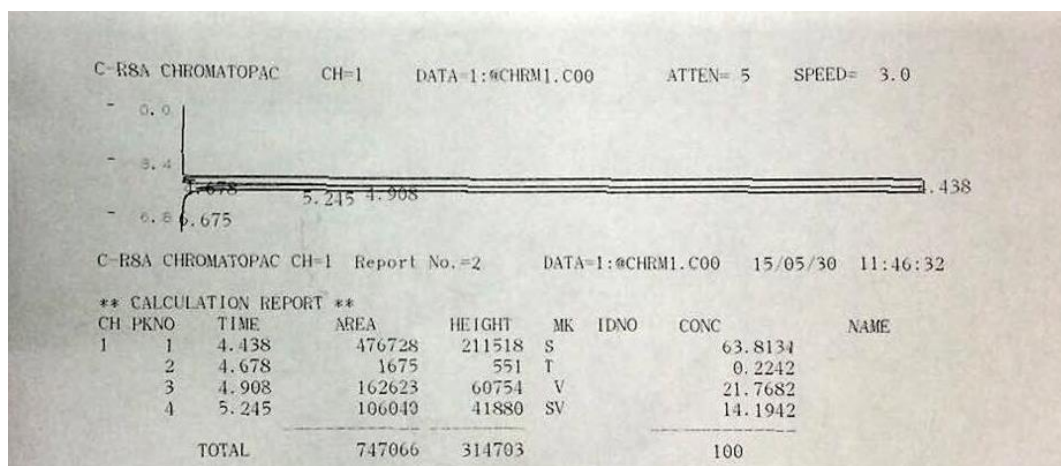 C-R8A CHROMATOPAC CH=1 DATA=1:@CHRM1.C00 ATTEN= 5 SPEED= 3.0
0.0
3.4
4.678
5.245 4.908
4.438
6.8
6.675
C-R8A CHROMATOPAC CH=1 Report No.=2 DATA=1:@CHRM1.C00 15/05/30 11:46:32
** CALCULATION REPORT **
CH PKNO TIME AREA HEIGHT MK IDNO CONC NAME
1 1 4.438 476728 211518 S 63.8134
2 4.678 1675 551 T 0.2242
3 4.908 162623 60754 V 21.7682
4 5.245 106040 41880 SV 14.1942
TOTAL 747066 314703 100